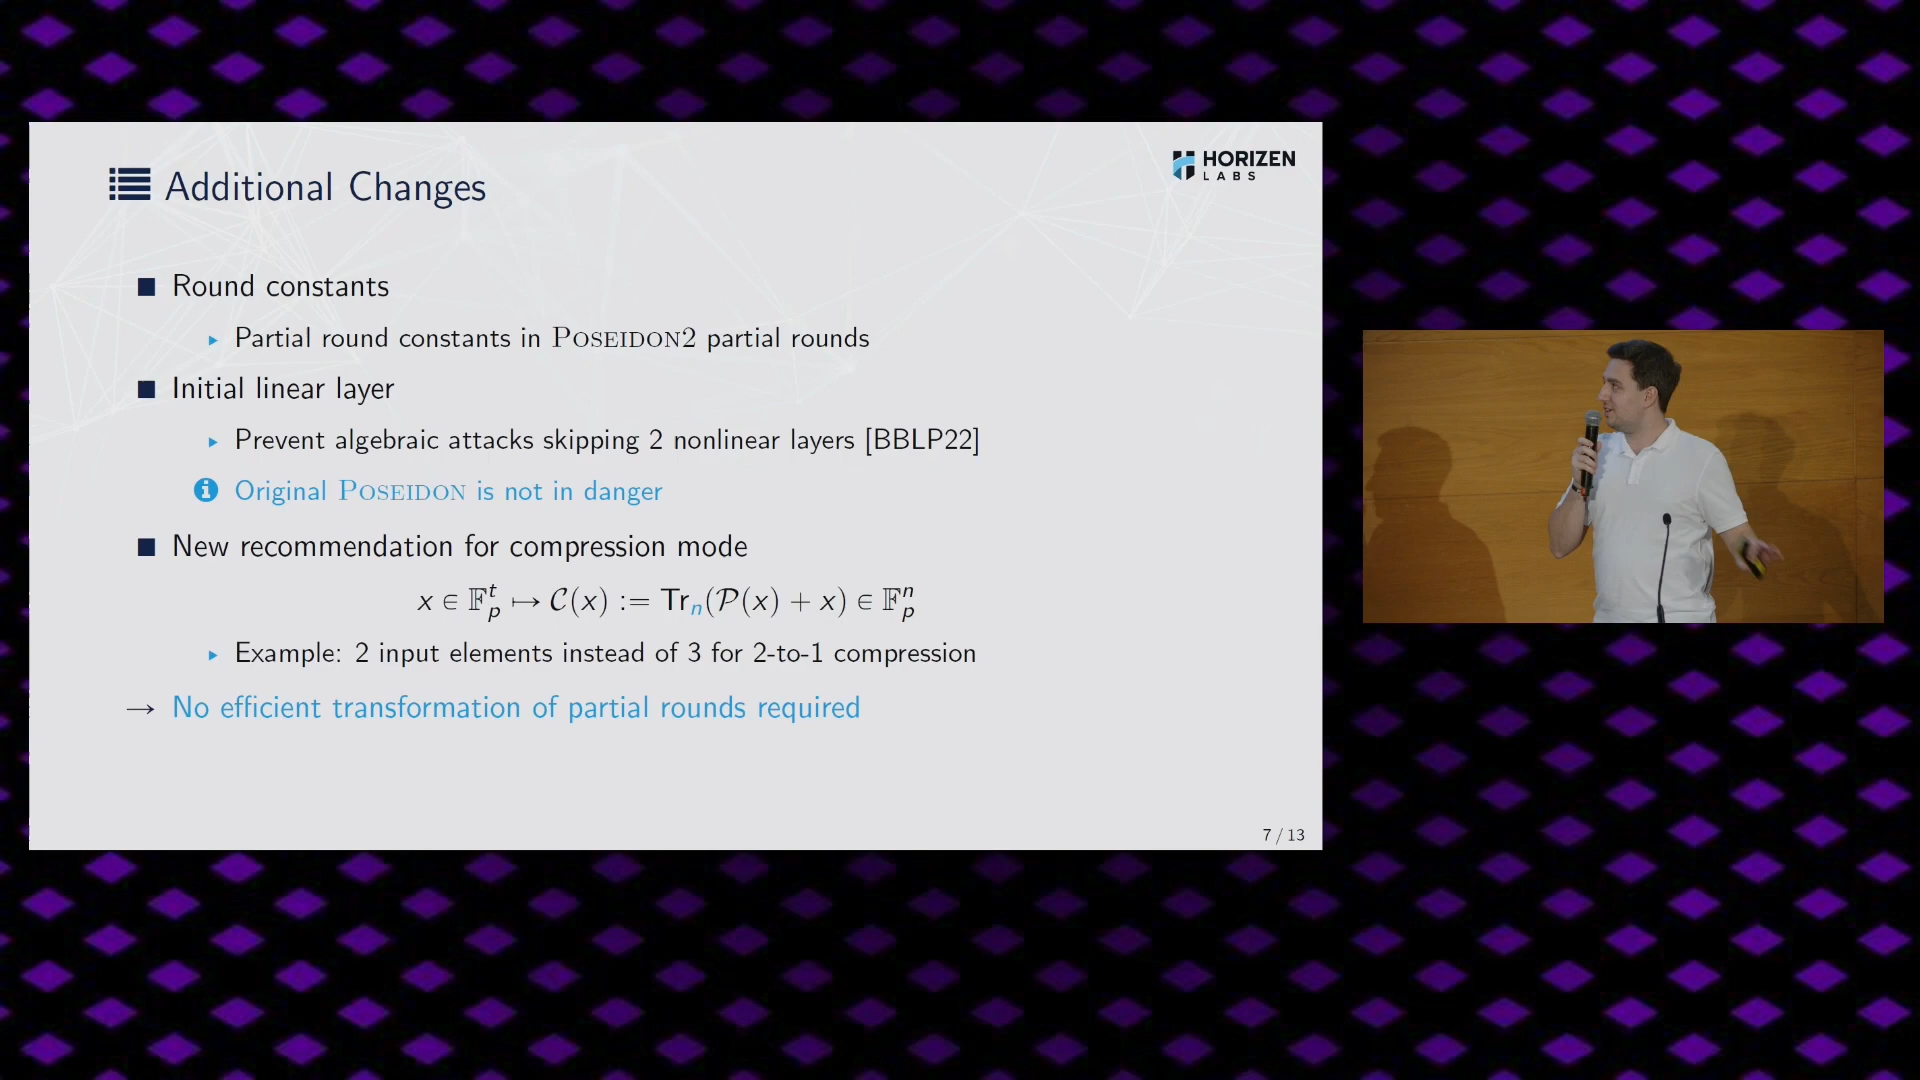 HORIZEN
LABS
Additional Changes
■ Round constants
▸ Partial round constants in POSEIDON2 partial rounds
■ Initial linear layer
▸ Prevent algebraic attacks skipping 2 nonlinear layers [BBLP22]
Original POSEIDON is not in danger
■ New recommendation for compression mode
x ∈ 𝔽ₚᵗ ↦ 𝒞(x) := Trₙ(𝒫(x) + x) ∈ 𝔽ₚⁿ
▸ Example: 2 input elements instead of 3 for 2-to-1 compression
→ No efficient transformation of partial rounds required
7 / 13